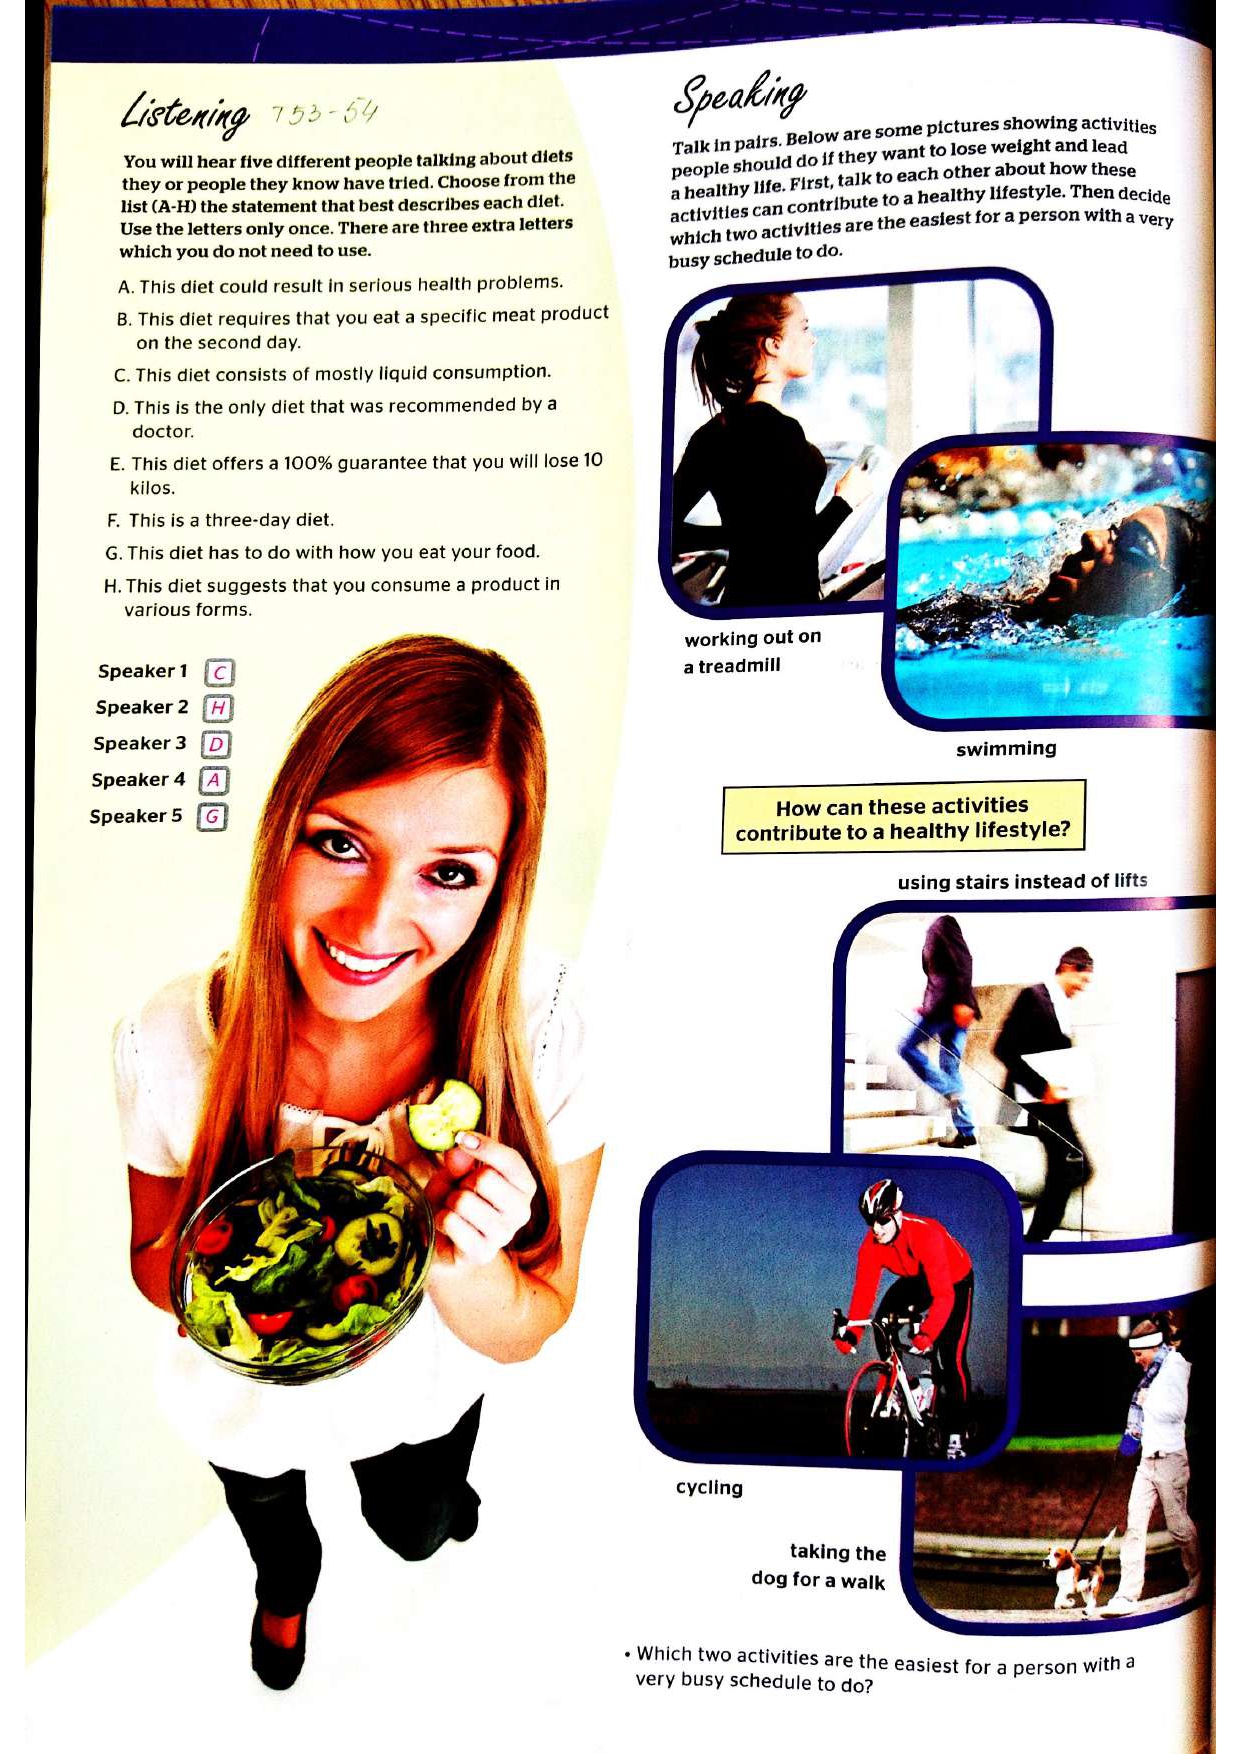 Listening 753-54
You will hear five different people talking about diets
they or people they know have tried. Choose from the
list (A-H) the statement that best describes each diet.
Use the letters only once. There are three extra letters
which you do not need to use.
A. This diet could result in serious health problems.
B. This diet requires that you eat a specific meat product
on the second day.
C. This diet consists of mostly liquid consumption.
D. This is the only diet that was recommended by a
doctor.
E. This diet offers a 100% guarantee that you will lose 10
kilos.
F. This is a three-day diet.
G. This diet has to do with how you eat your food.
H. This diet suggests that you consume a product in
various forms.
Speaker 1 C
Speaker 2 H
Speaker 3 D
Speaker 4 A
Speaker 5 G
Speaking
Talk in pairs. Below are some pictures showing activities
people should do if they want to lose weight and lead
a healthy life. First, talk to each other about how these
activities can contribute to a healthy lifestyle. Then decide
which two activities are the easiest for a person with a very
busy schedule to do.
working out on
a treadmill
swimming
How can these activities
contribute to a healthy lifestyle?
using stairs instead of lifts
cycling
taking the
dog for a walk
• Which two activities are the easiest for a person with a
very busy schedule to do?